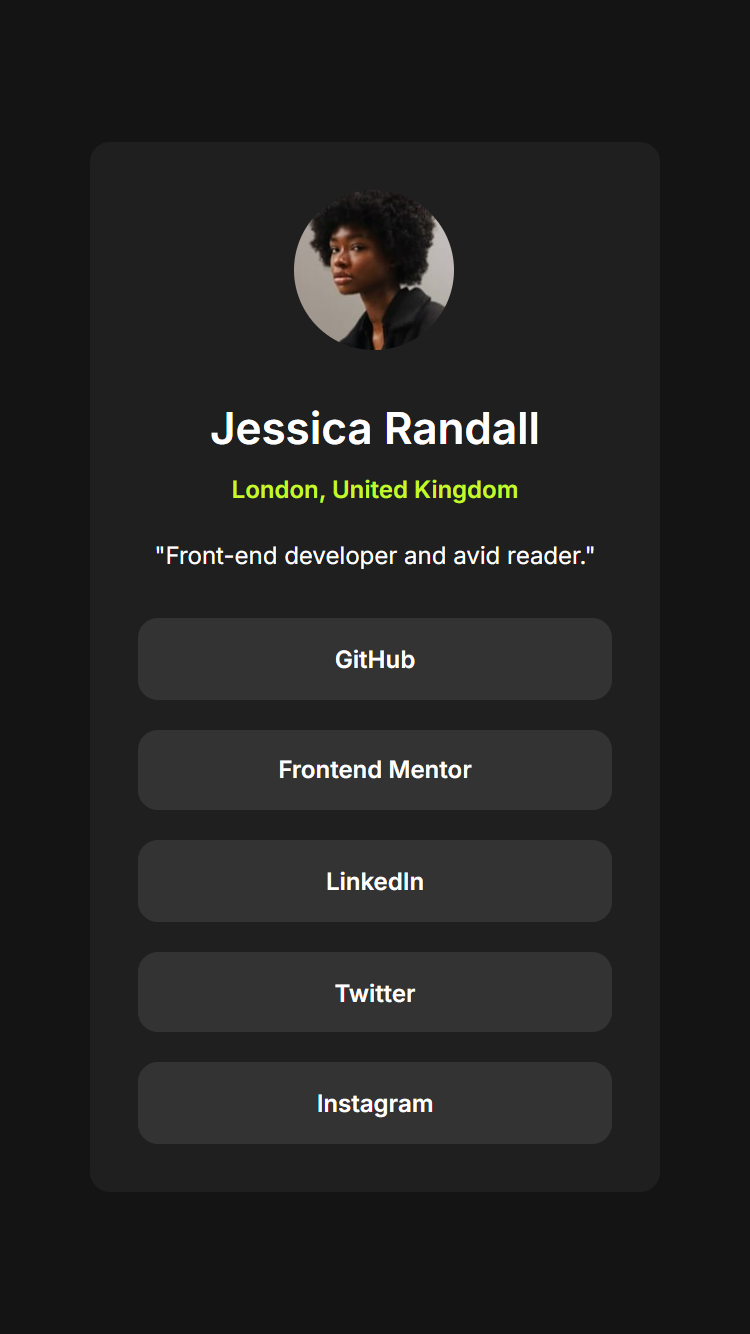 Jessica Randall
London, United Kingdom
"Front-end developer and avid reader."
GitHub
Frontend Mentor
LinkedIn
Twitter
Instagram